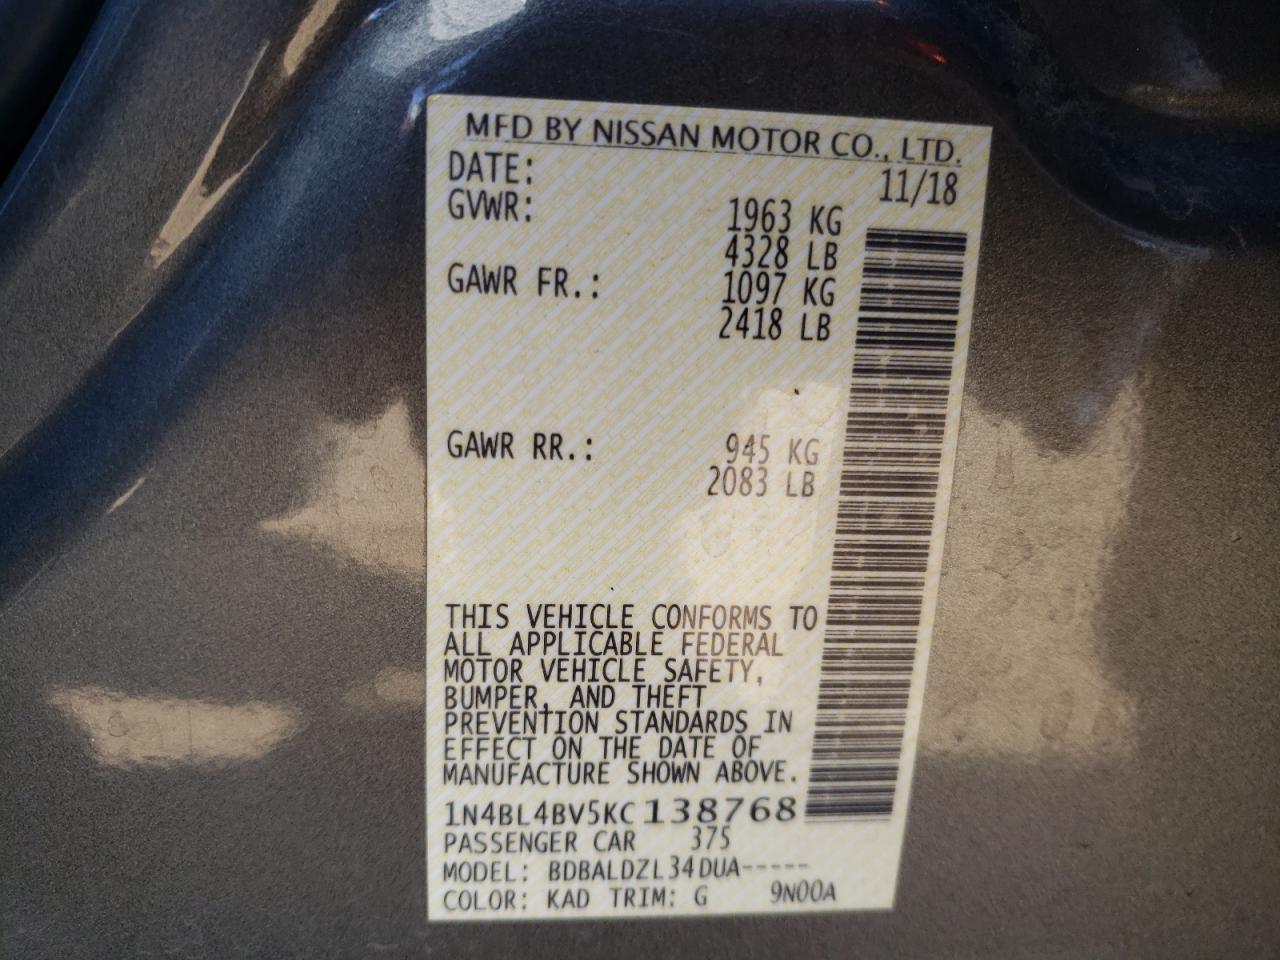 MFD BY NISSAN MOTOR CO., LTD.
DATE: 11/18
GVWR: 1963 KG
4328 LB
GAWR FR.: 1097 KG
2418 LB
GAWR RR.: 945 KG
2083 LB
THIS VEHICLE CONFORMS TO
ALL APPLICABLE FEDERAL
MOTOR VEHICLE SAFETY,
BUMPER, AND THEFT
PREVENTION STANDARDS IN
EFFECT ON THE DATE OF
MANUFACTURE SHOWN ABOVE.
1N4BL4BV5KC138768
PASSENGER CAR 375
MODEL: BDBALDZL34DUA-----
COLOR: KAD TRIM: G 9N00A